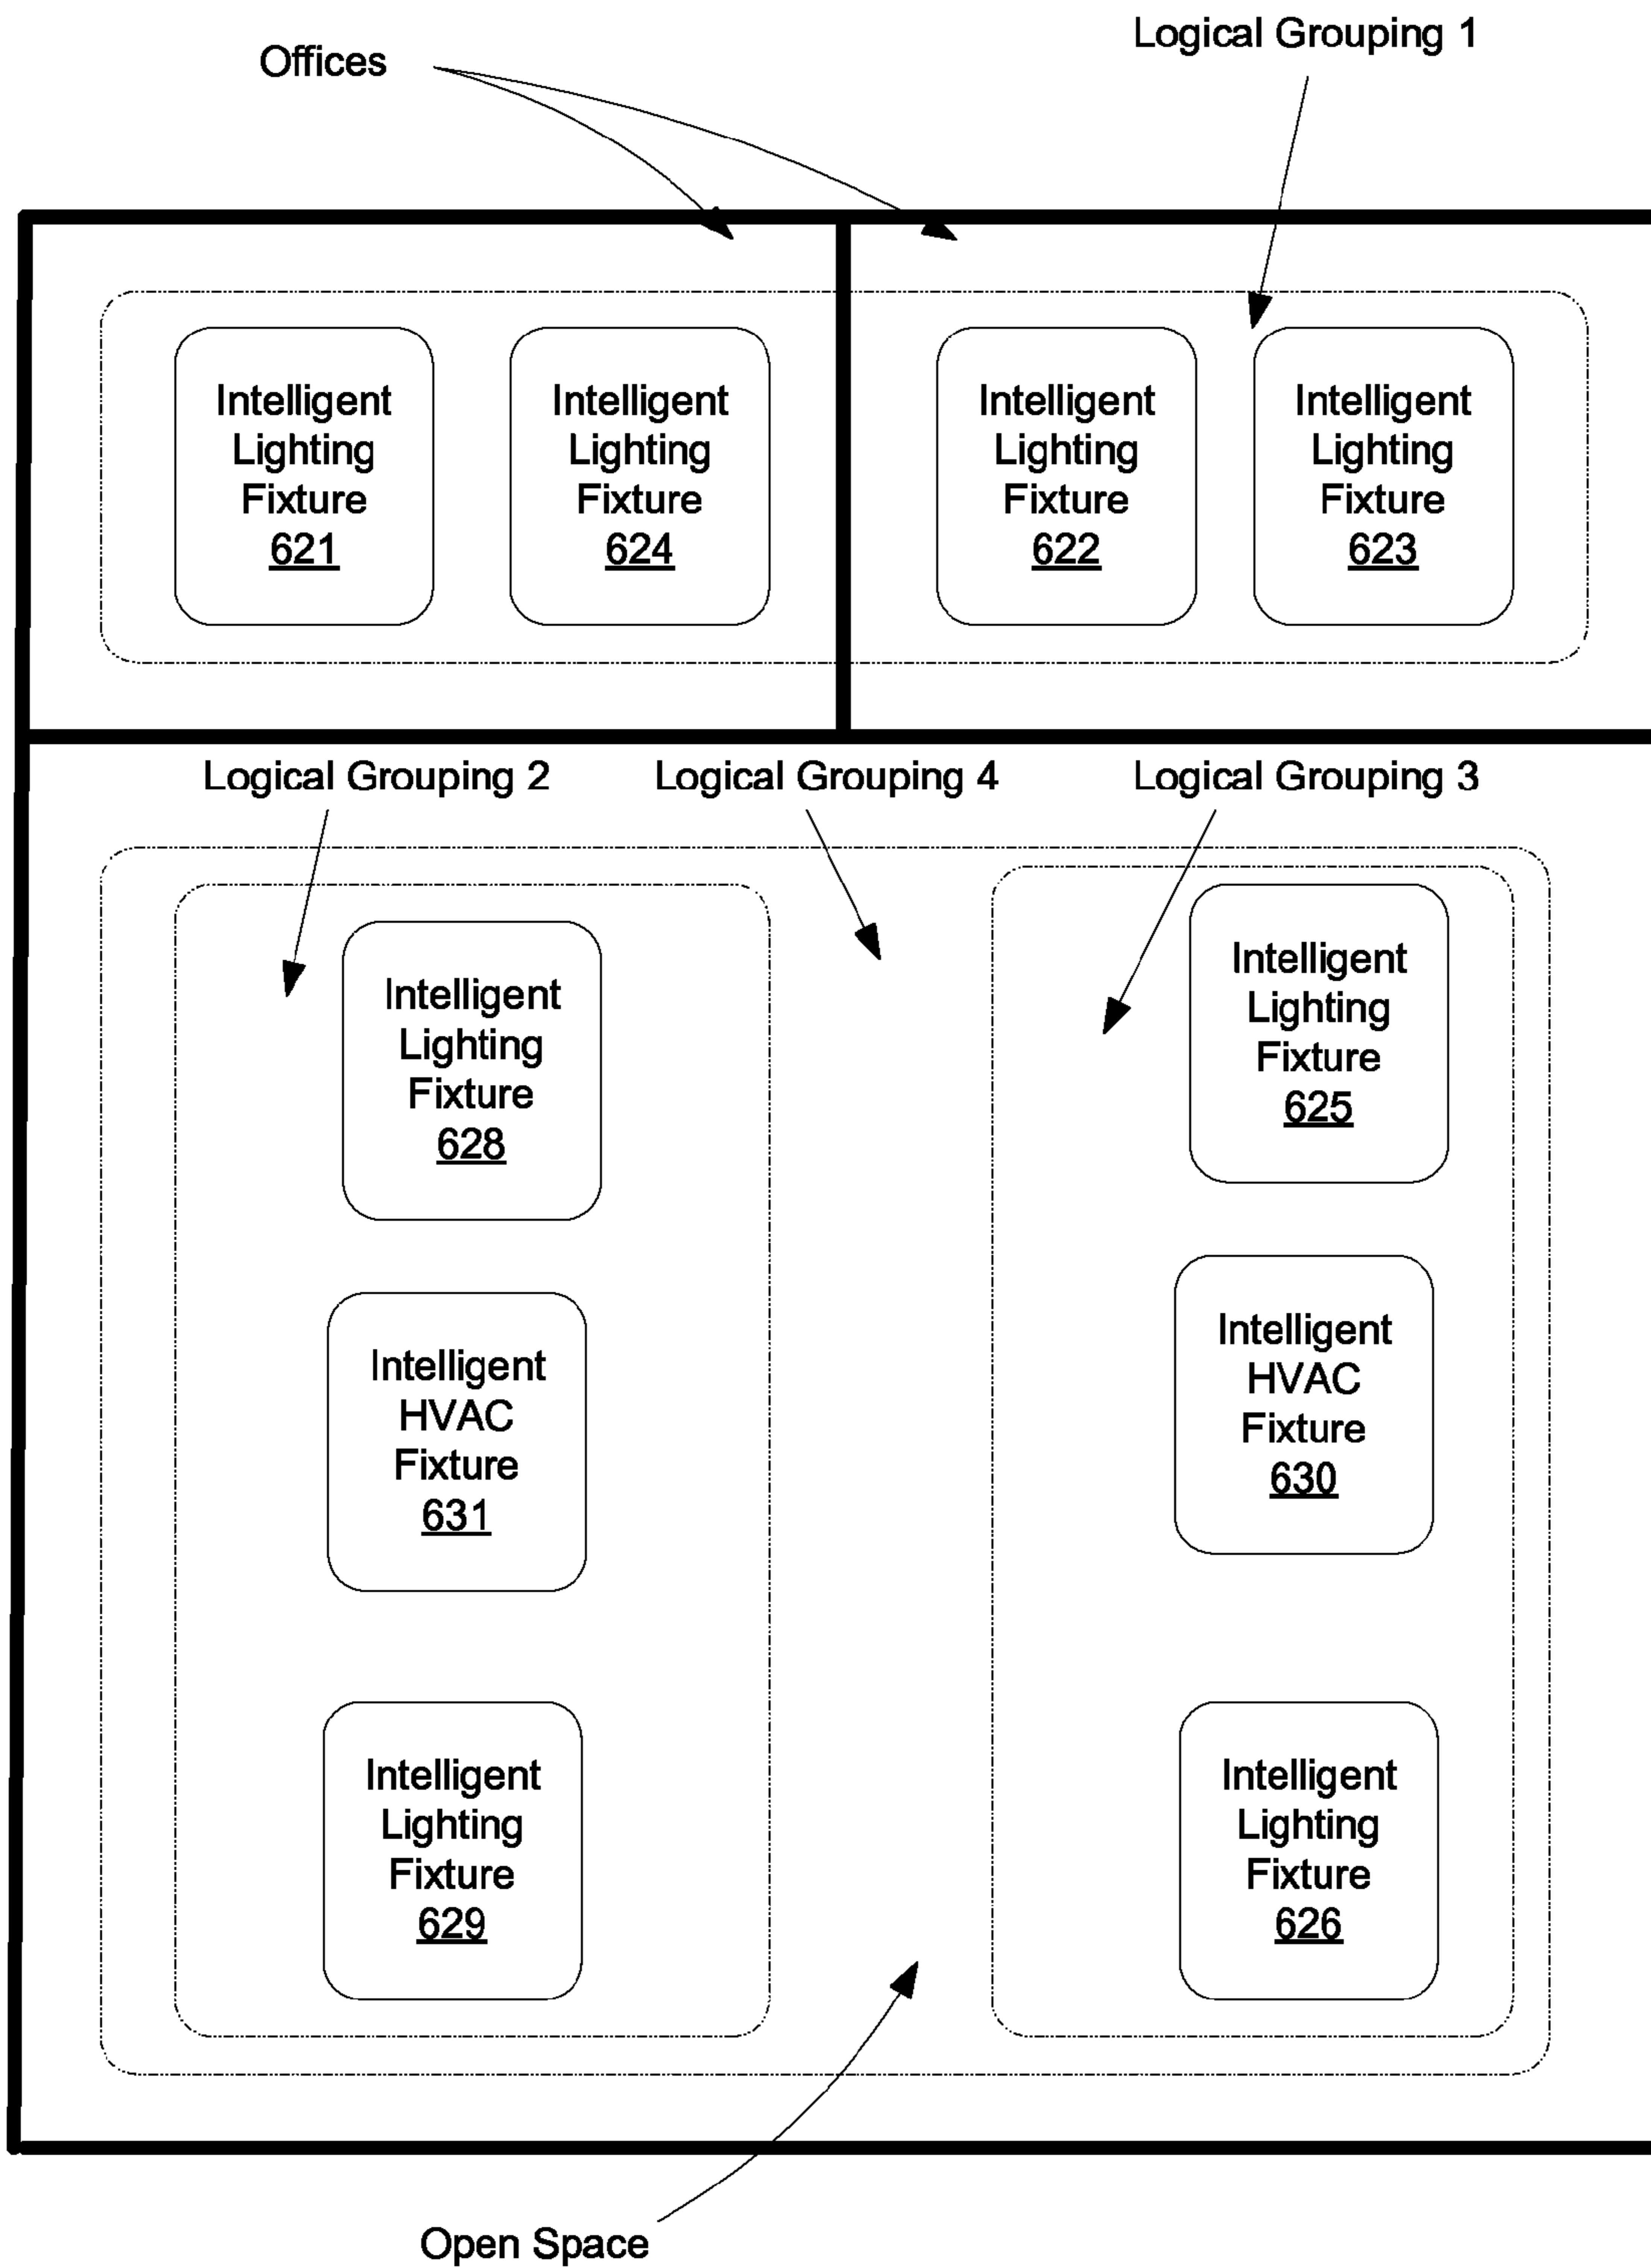 Logical Grouping 1
Offices
Intelligent
Lighting
Fixture
621
Intelligent
Lighting
Fixture
624
Intelligent
Lighting
Fixture
622
Intelligent
Lighting
Fixture
623
Logical Grouping 2
Logical Grouping 4
Logical Grouping 3
Intelligent
Lighting
Fixture
628
Intelligent
Lighting
Fixture
625
Intelligent
HVAC
Fixture
631
Intelligent
HVAC
Fixture
630
Intelligent
Lighting
Fixture
629
Intelligent
Lighting
Fixture
626
Open Space